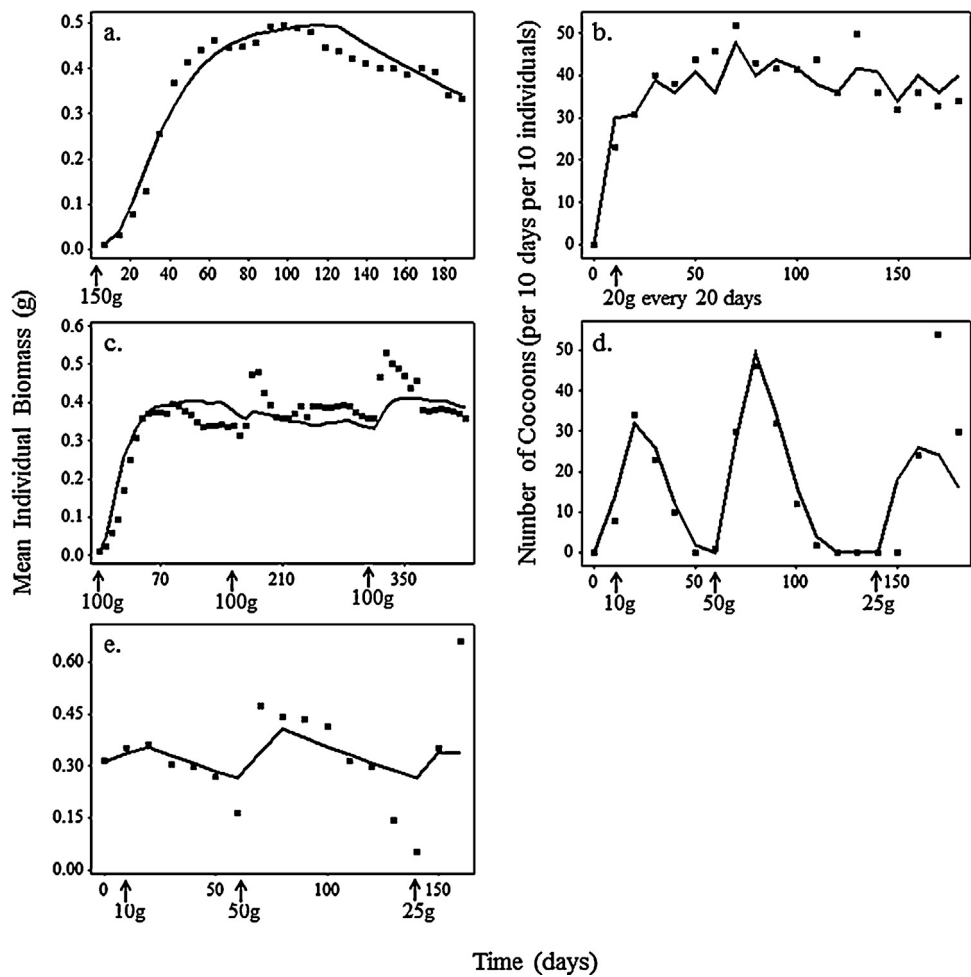 a.
0.5
0.4
0.3
0.2
0.1
0.0
20 40 60 80 100 120 140 160 180
150g
b.
50
40
30
20
10
0
0 50 100 150
20g every 20 days
c.
0.6
0.5
0.4
0.3
0.2
0.1
0.0
70 210 350
100g 100g 100g
d.
50
40
30
20
10
0
0 50 100 150
10g 50g 25g
e.
0.60
0.45
0.30
0.15
0.00
0 50 100 150
10g 50g 25g
Mean Individual Biomass (g)
Number of Cocoons (per 10 days per 10 individuals)
Time (days)